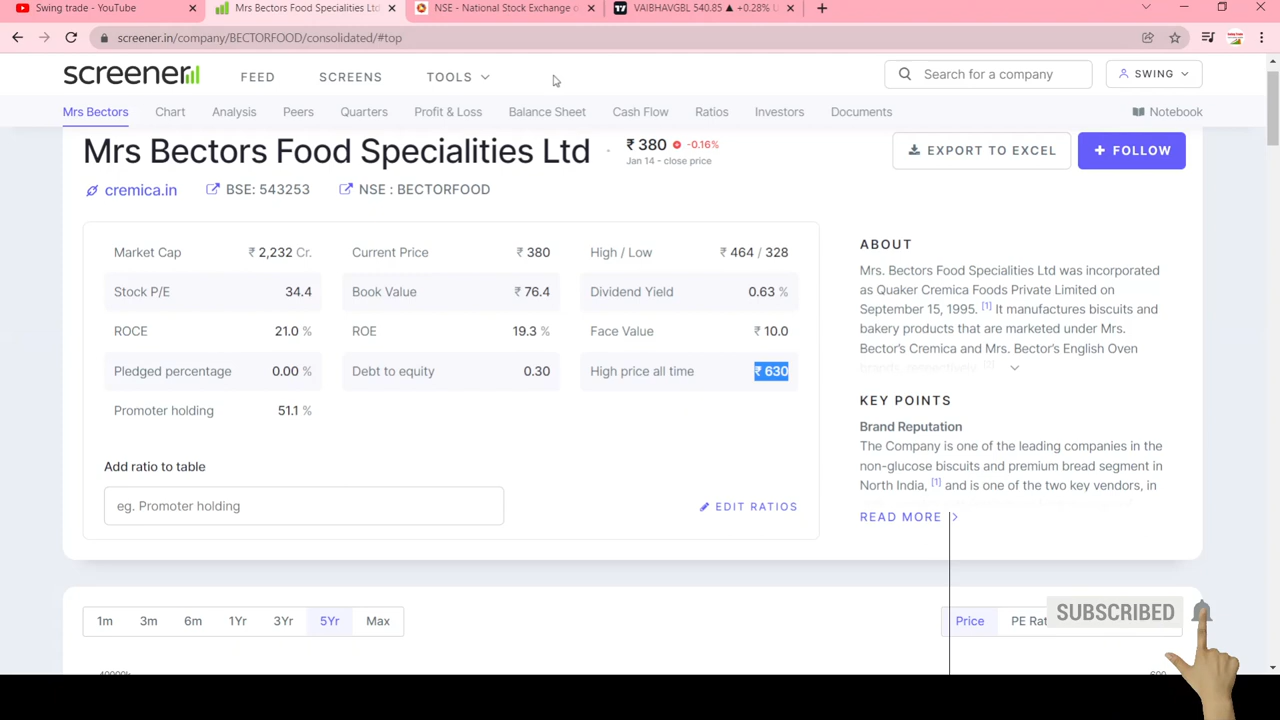 Swing trade - YouTube
Mrs Bectors Food Specialities Ltd
NSE - National Stock Exchange o
VAIBHAVGBL 540.85 ▲ +0.28% U
screener.in/company/BECTORFOOD/consolidated/#top
screener
FEED
SCREENS
TOOLS
Search for a company
SWING
Mrs Bectors
Chart
Analysis
Peers
Quarters
Profit & Loss
Balance Sheet
Cash Flow
Ratios
Investors
Documents
Notebook
Mrs Bectors Food Specialities Ltd
₹ 380 -0.16%
Jan 14 - close price
EXPORT TO EXCEL
+ FOLLOW
cremica.in
BSE: 543253
NSE : BECTORFOOD
Market Cap ₹ 2,232 Cr.
Current Price ₹ 380
High / Low ₹ 464 / 328
Stock P/E 34.4
Book Value ₹ 76.4
Dividend Yield 0.63 %
ROCE 21.0 %
ROE 19.3 %
Face Value ₹ 10.0
Pledged percentage 0.00 %
Debt to equity 0.30
High price all time ₹ 630
Promoter holding 51.1 %
Add ratio to table
eg. Promoter holding
EDIT RATIOS
ABOUT
Mrs. Bectors Food Specialities Ltd was incorporated
as Quaker Cremica Foods Private Limited on
September 15, 1995. [1] It manufactures biscuits and
bakery products that are marketed under Mrs.
Bector's Cremica and Mrs. Bector's English Oven
brands, respectively.
KEY POINTS
Brand Reputation
The Company is one of the leading companies in the
non-glucose biscuits and premium bread segment in
North India, [1] and is one of the two key vendors, in
READ MORE
1m
3m
6m
1Yr
3Yr
5Yr
Max
Price
PE Rat
SUBSCRIBED